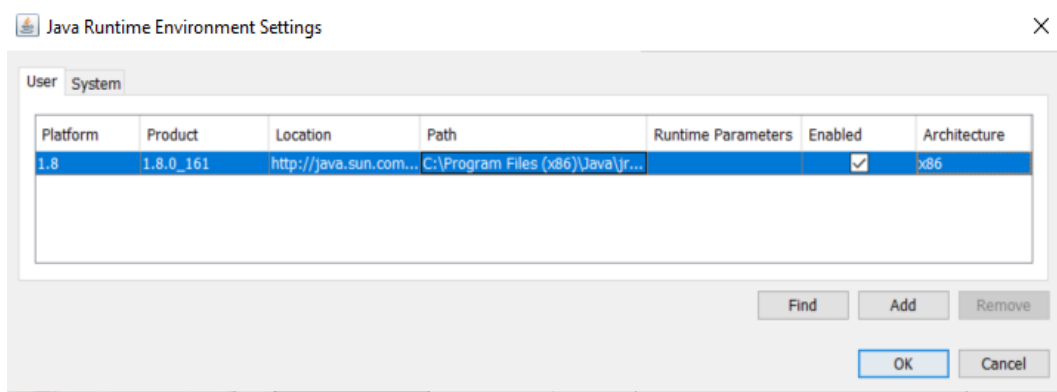 Java Runtime Environment Settings
User System
Platform Product Location Path Runtime Parameters Enabled Architecture
1.8 1.8.0_161 http://java.sun.com... C:\Program Files (x86)\Java\jr... x86
Find Add Remove
OK Cancel